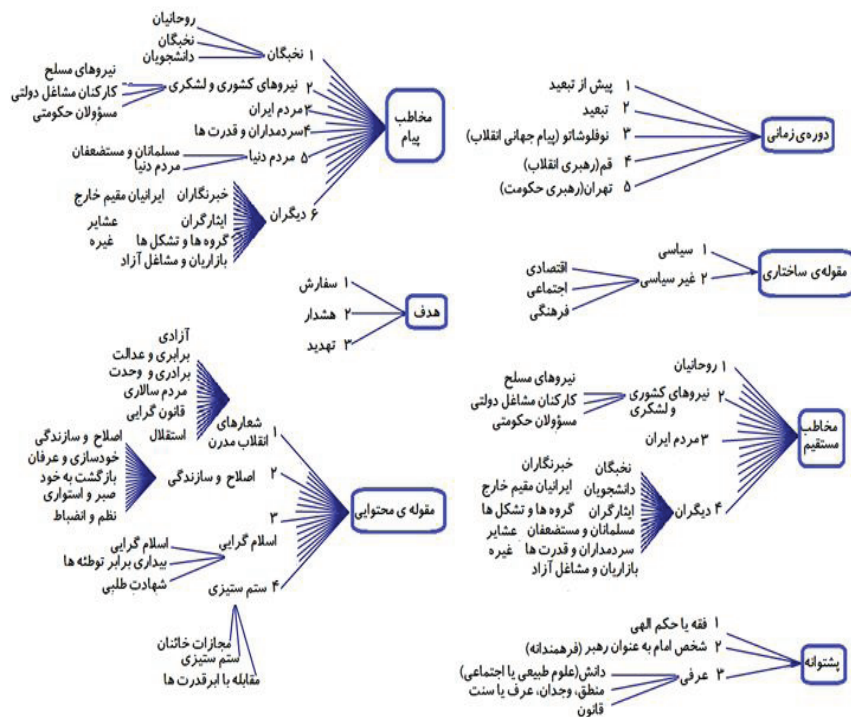 دوره‌ی زمانی
۱ پیش از تبعید
۲ تبعید
۳ نوفلوشاتو (پیام جهانی انقلاب)
۴ قم(رهبری انقلاب)
۵ تهران(رهبری حکومت)
مقوله‌ی ساختاری
۱ سیاسی
۲ غیر سیاسی
اقتصادی
اجتماعی
فرهنگی
مخاطب
مستقیم
۱ روحانیان
۲ نیروهای کشوری
و لشکری
نیروهای مسلح
کارکنان مشاغل دولتی
مسؤولان حکومتی
۳ مردم ایران
۴ دیگران
نخبگان خبرنگاران
دانشجویان ایرانیان مقیم خارج
ایثارگران گروه ها و تشکل ها
مسلمانان و مستضعفان عشایر
سردمداران و قدرت ها غیره
بازاریان و مشاغل آزاد
پشتوانه
۱ فقه یا حکم الهی
۲ شخص امام به عنوان رهبر (فرهمندانه)
۳ عرفی
دانش(علوم طبیعی یا اجتماعی)
منطق، وجدان، عرف یا سنت
قانون
مخاطب
پیام
۱ نخبگان
روحانیان
نخبگان
دانشجویان
۲ نیروهای کشوری و لشکری
نیروهای مسلح
کارکنان مشاغل دولتی
مسؤولان حکومتی
۳ مردم ایران
۴ سردمداران و قدرت ها
۵ مردم دنیا
مسلمانان و مستضعفان
مردم دنیا
۶ دیگران
خبرنگاران ایرانیان مقیم خارج
ایثارگران عشایر
گروه ها و تشکل ها غیره
بازاریان و مشاغل آزاد
هدف
۱ سفارش
۲ هشدار
۳ تهدید
مقوله ی محتوایی
۱ شعارهای
انقلاب مدرن
آزادی
برابری و عدالت
برادری و وحدت
مردم سالاری
قانون گرایی
استقلال
۲ اصلاح و سازندگی
اصلاح و سازندگی
خودسازی و عرفان
بازگشت به خود
صبر و استواری
نظم و انضباط
۳
اسلام گرایی
اسلام گرایی
بیداری برابر توطئه ها
شهادت طلبی
۴ ستم ستیزی
مجازات خائنان
ستم ستیزی
مقابله با ابرقدرت ها